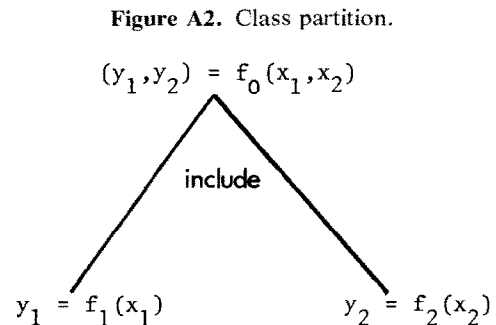 Figure A2. Class partition.
(y₁,y₂) = f₀(x₁,x₂)
include
y₁ = f₁(x₁)
y₂ = f₂(x₂)